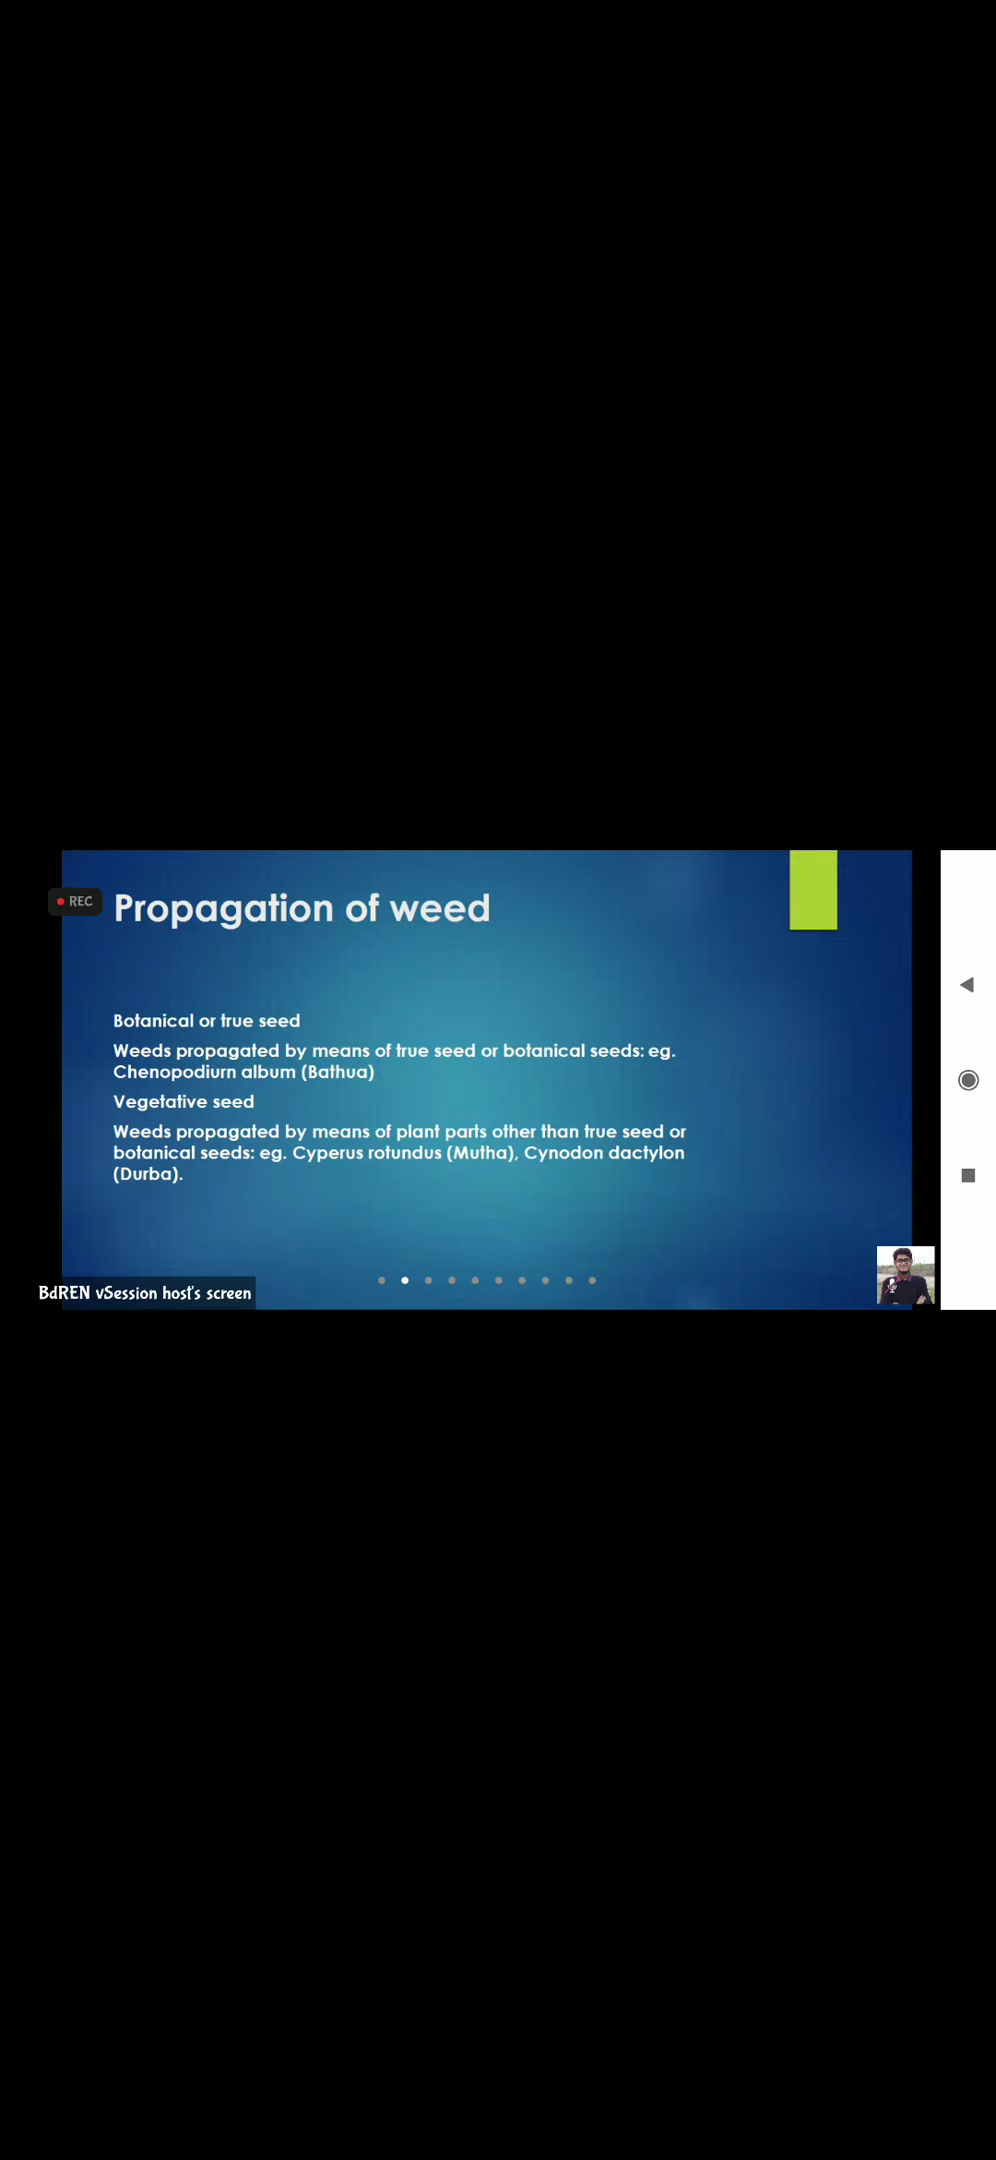 REC
Propagation of weed
Botanical or true seed
Weeds propagated by means of true seed or botanical seeds: eg.
Chenopodiurn album (Bathua)
Vegetative seed
Weeds propagated by means of plant parts other than true seed or
botanical seeds: eg. Cyperus rotundus (Mutha), Cynodon dactylon
(Durba).
BdREN vSession host's screen